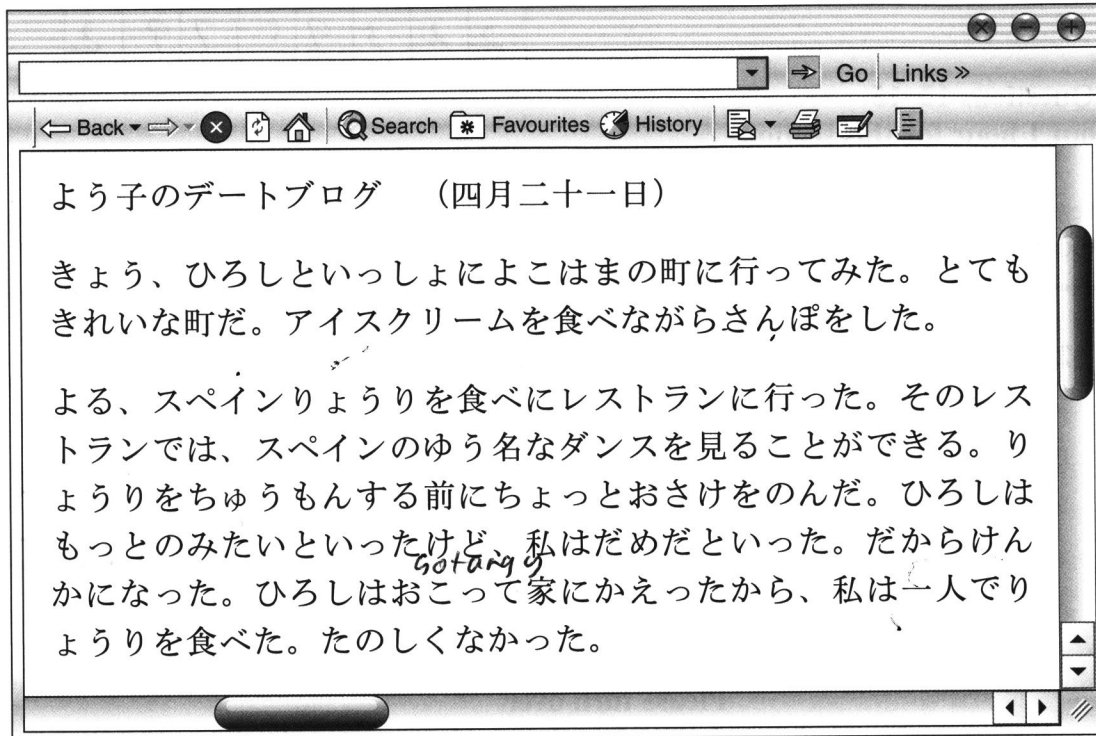 Go Links »
Back Search Favourites History
よう子のデートブログ （四月二十一日）
きょう、ひろしといっしょによこはまの町に行ってみた。とても
きれいな町だ。アイスクリームを食べながらさんぽをした。
よる、スペインりょうりを食べにレストランに行った。そのレス
トランでは、スペインのゆう名なダンスを見ることができる。り
ょうりをちゅうもんする前にちょっとおさけをのんだ。ひろしは
もっとのみたいといったけど、私はだめだといった。だからけん
got angry
かになった。ひろしはおこって家にかえったから、私は一人でり
ょうりを食べた。たのしくなかった。